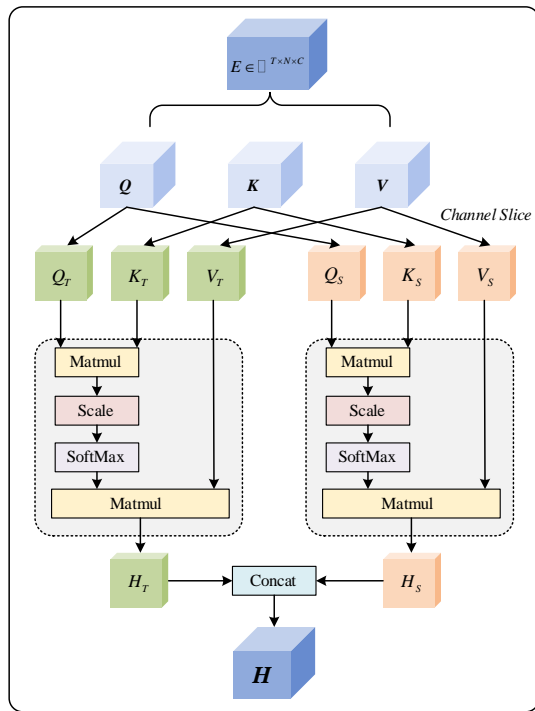 E ∈ □ T×N×C
Q K V
Channel Slice
Q_T K_T V_T Q_S K_S V_S
Matmul Matmul
Scale Scale
SoftMax SoftMax
Matmul Matmul
H_T Concat H_S
H